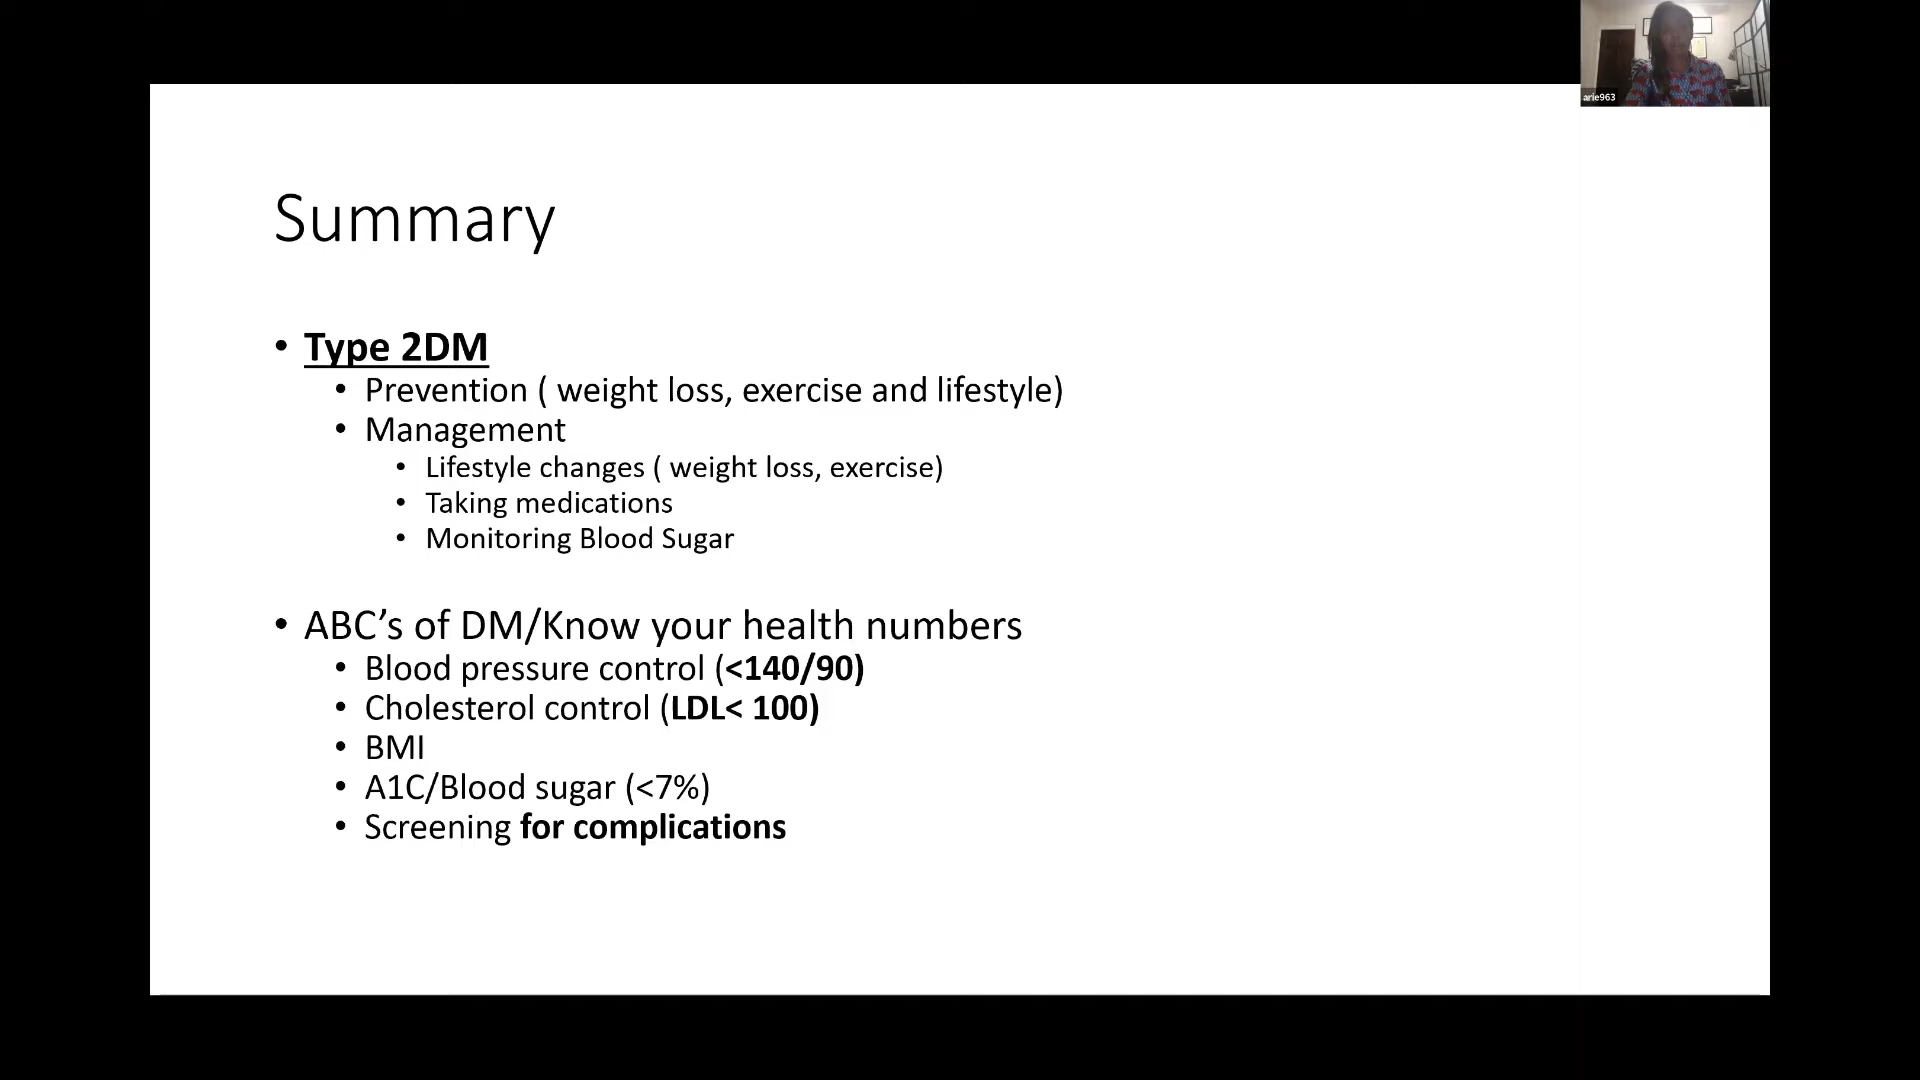 arie963
Summary
• Type 2DM
• Prevention ( weight loss, exercise and lifestyle)
• Management
• Lifestyle changes ( weight loss, exercise)
• Taking medications
• Monitoring Blood Sugar
• ABC’s of DM/Know your health numbers
• Blood pressure control (<140/90)
• Cholesterol control (LDL< 100)
• BMI
• A1C/Blood sugar (<7%)
• Screening for complications